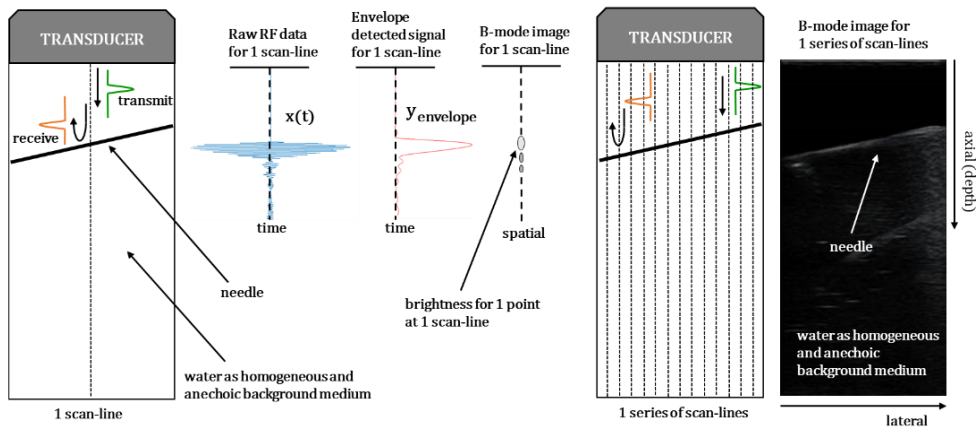 TRANSDUCER
transmit
receive
needle
water as homogeneous and
anechoic background medium
1 scan-line
Raw RF data
for 1 scan-line
x(t)
time
Envelope
detected signal
for 1 scan-line
y envelope
time
B-mode image
for 1 scan-line
spatial
brightness for 1 point
at 1 scan-line
TRANSDUCER
1 series of scan-lines
B-mode image for
1 series of scan-lines
needle
water as homogeneous
and anechoic
background medium
axial (depth)
lateral